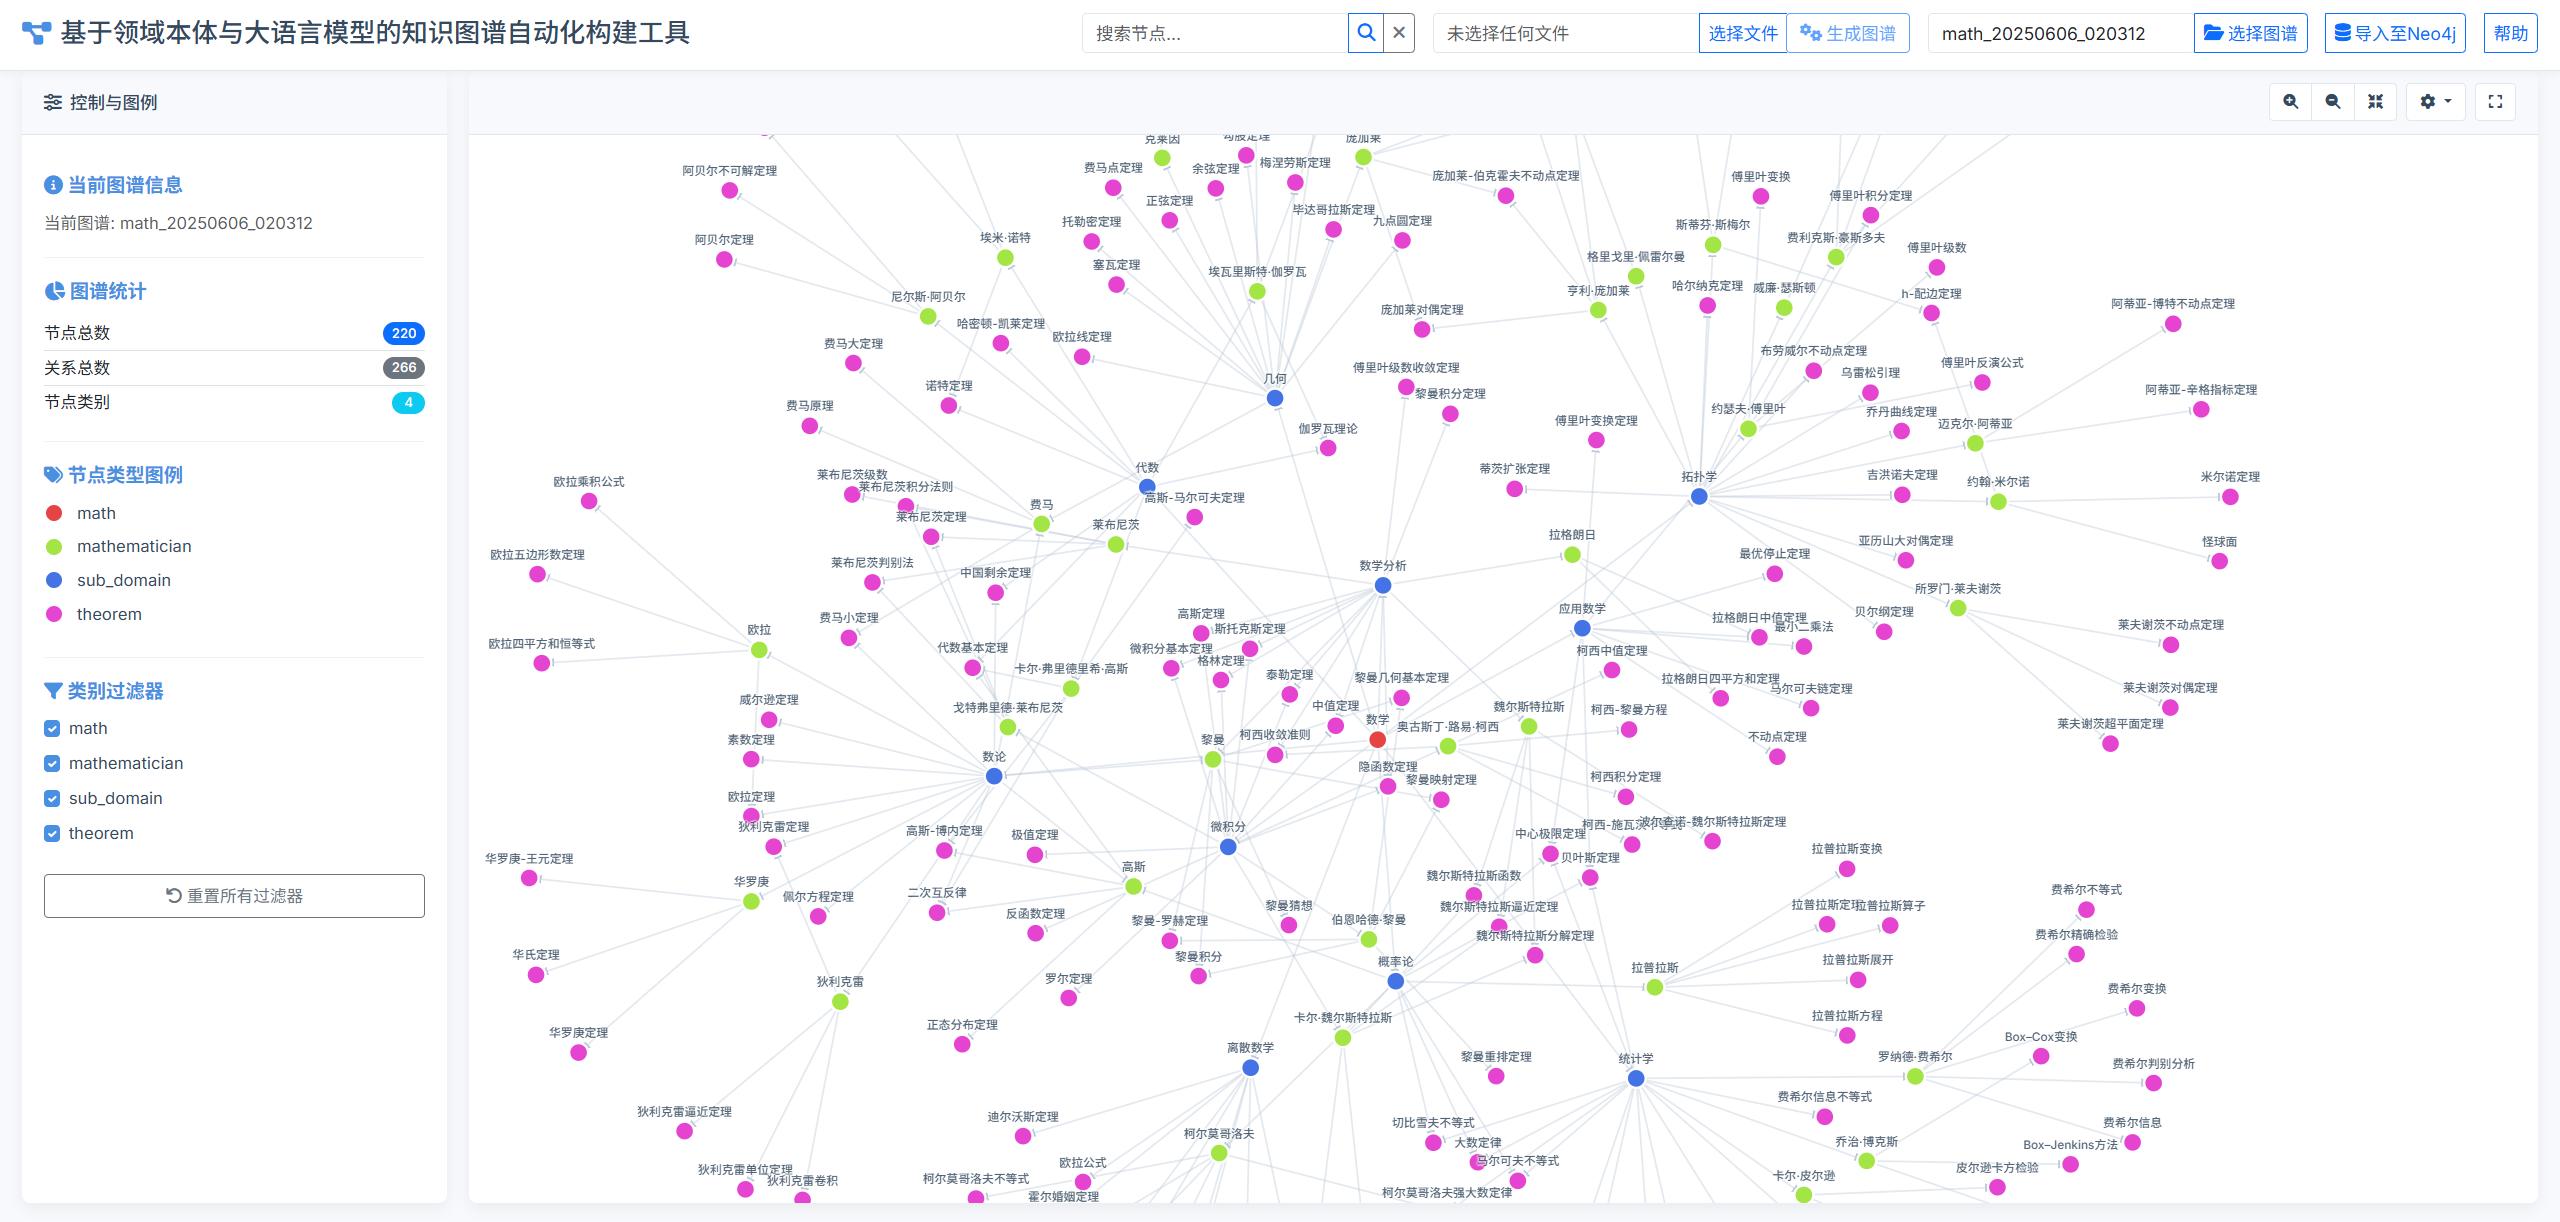 基于领域本体与大语言模型的知识图谱自动化构建工具
搜索节点...
未选择任何文件
选择文件
生成图谱
math_20250606_020312
选择图谱
导入至Neo4j
帮助
控制与图例
当前图谱信息
当前图谱: math_20250606_020312
图谱统计
节点总数 220
关系总数 266
节点类别 4
节点类型图例
math
mathematician
sub_domain
theorem
类别过滤器
math
mathematician
sub_domain
theorem
重置所有过滤器
克莱因
勾股定理
庞加莱
阿贝尔不可解定理
费马点定理
余弦定理
梅涅劳斯定理
庞加莱-伯克霍夫不动点定理
傅里叶变换
傅里叶积分定理
正弦定理
托勒密定理
毕达哥拉斯定理
九点圆定理
斯蒂芬·斯梅尔
阿贝尔定理
埃米·诺特
费利克斯·豪斯多夫
傅里叶级数
塞瓦定理
埃瓦里斯特·伽罗瓦
格里戈里·佩雷尔曼
尼尔斯·阿贝尔
亨利·庞加莱
哈尔纳克定理
威廉·瑟斯顿
h-配边定理
阿蒂亚-博特不动点定理
哈密顿-凯莱定理
欧拉线定理
庞加莱对偶定理
费马大定理
布劳威尔不动点定理
傅里叶反演公式
诺特定理
几何
傅里叶级数收敛定理
黎曼积分定理
乌雷松引理
阿蒂亚-辛格指标定理
费马原理
伽罗瓦理论
傅里叶变换定理
约瑟夫·傅里叶
乔丹曲线定理
迈克尔·阿蒂亚
欧拉乘积公式
莱布尼茨级数
莱布尼茨积分法则
代数
高斯-马尔可夫定理
蒂茨扩张定理
拓扑学
吉洪诺夫定理
约翰·米尔诺
米尔诺定理
莱布尼茨定理
费马
莱布尼茨
拉格朗日
欧拉五边形数定理
莱布尼茨判别法
中国剩余定理
数学分析
最优停止定理
亚历山大对偶定理
怪球面
费马小定理
高斯定理
斯托克斯定理
应用数学
拉格朗日中值定理
最小二乘法
贝尔纲定理
所罗门·莱夫谢茨
莱夫谢茨不动点定理
欧拉四平方和恒等式
欧拉
代数基本定理
卡尔·弗里德里希·高斯
微积分基本定理
格林定理
泰勒定理
黎曼几何基本定理
柯西中值定理
拉格朗日四平方和定理
马尔可夫链定理
莱夫谢茨对偶定理
威尔逊定理
戈特弗里德·莱布尼茨
中值定理
数学
奥古斯丁·路易·柯西
魏尔斯特拉斯
柯西-黎曼方程
不动点定理
莱夫谢茨超平面定理
素数定理
数论
黎曼
柯西收敛准则
隐函数定理
黎曼映射定理
柯西积分定理
欧拉定理
狄利克雷定理
高斯-博内定理
极值定理
微积分
中心极限定理
波尔查诺-魏尔斯特拉斯定理
贝叶斯定理
拉普拉斯变换
华罗庚-王元定理
华罗庚
佩尔方程定理
二次互反律
高斯
反函数定理
黎曼-罗赫定理
黎曼猜想
伯恩哈德·黎曼
魏尔斯特拉斯函数
魏尔斯特拉斯逼近定理
魏尔斯特拉斯分解定理
拉普拉斯算子
费希尔不等式
费希尔精确检验
华氏定理
狄利克雷
罗尔定理
黎曼积分
概率论
拉普拉斯
拉普拉斯展开
费希尔变换
华罗庚定理
正态分布定理
离散数学
卡尔·魏尔斯特拉斯
黎曼重排定理
统计学
拉普拉斯方程
罗纳德·费希尔
Box–Cox变换
费希尔判别分析
狄利克雷逼近定理
迪尔沃斯定理
柯尔莫哥洛夫
切比雪夫不等式
大数定律
马尔可夫不等式
费希尔信息不等式
乔治·博克斯
费希尔信息
Box–Jenkins方法
狄利克雷单位定理
狄利克雷卷积
柯尔莫哥洛夫不等式
欧拉公式
霍尔婚姻定理
柯尔莫哥洛夫强大数定律
卡尔·皮尔逊
皮尔逊卡方检验